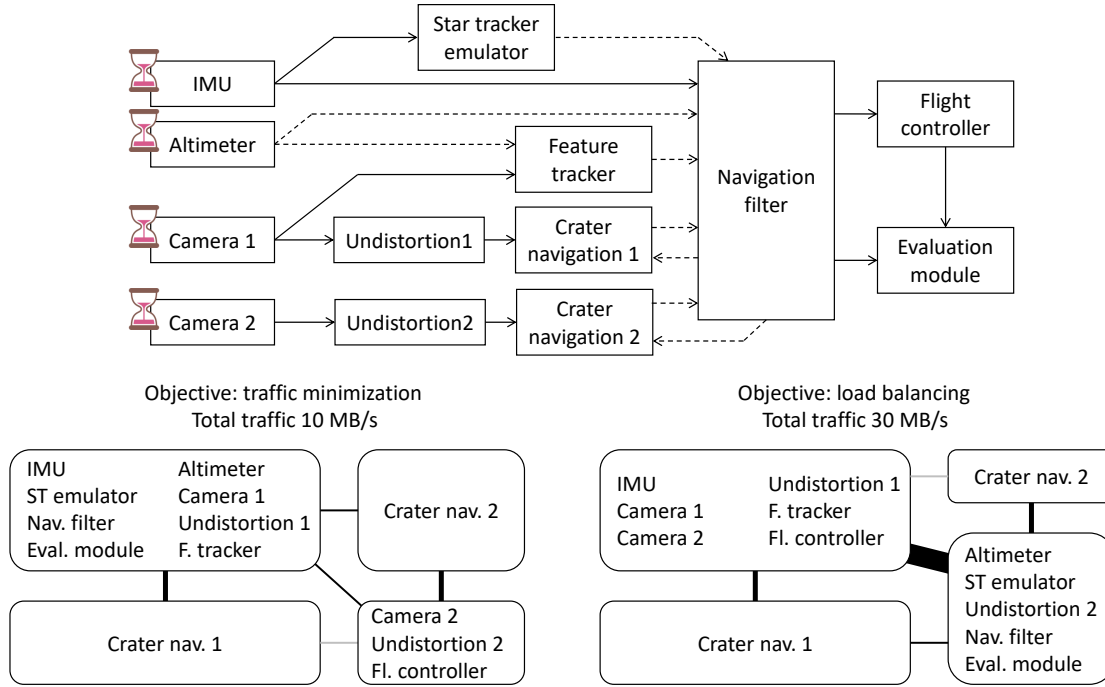 Star tracker
emulator
IMU
Altimeter
Feature
tracker
Camera 1
Undistortion1
Crater
navigation 1
Camera 2
Undistortion2
Crater
navigation 2
Navigation
filter
Flight
controller
Evaluation
module
Objective: traffic minimization
Total traffic 10 MB/s
IMU
ST emulator
Nav. filter
Eval. module
Altimeter
Camera 1
Undistortion 1
F. tracker
Crater nav. 2
Crater nav. 1
Camera 2
Undistortion 2
Fl. controller
Objective: load balancing
Total traffic 30 MB/s
IMU
Camera 1
Camera 2
Undistortion 1
F. tracker
Fl. controller
Crater nav. 2
Crater nav. 1
Altimeter
ST emulator
Undistortion 2
Nav. filter
Eval. module